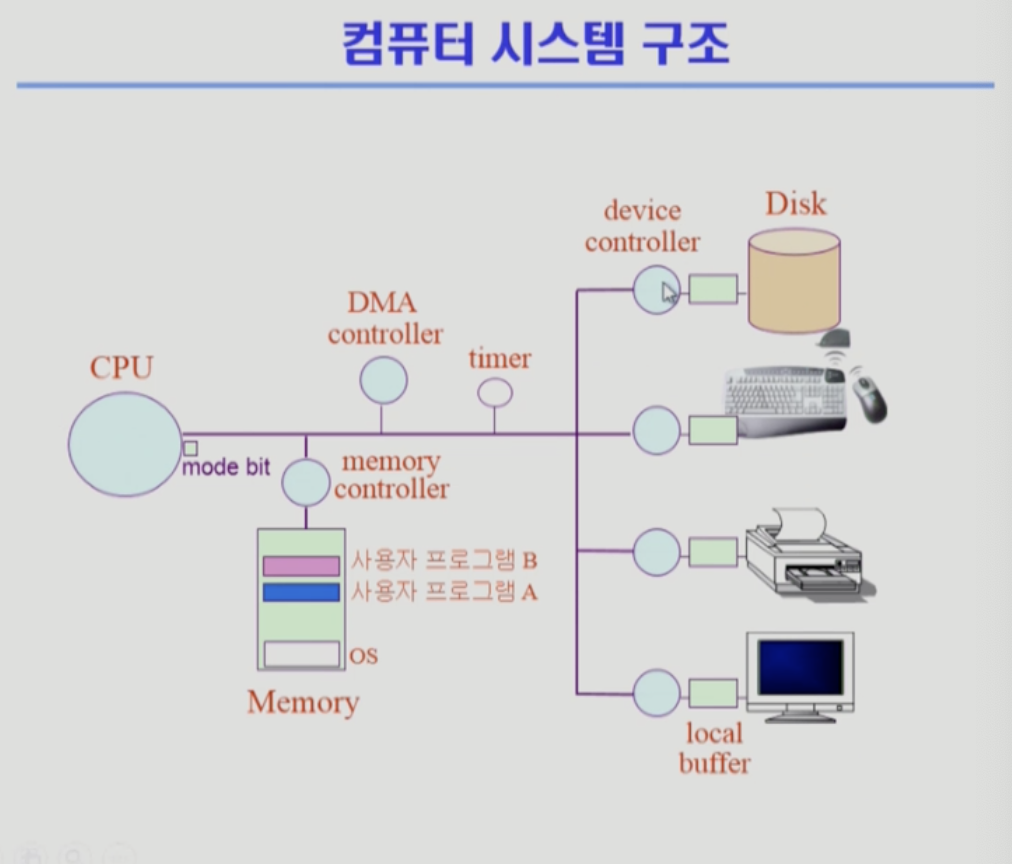 컴퓨터 시스템 구조
device
controller
Disk
DMA
controller
timer
CPU
mode bit
memory
controller
사용자 프로그램 B
사용자 프로그램 A
OS
Memory
local
buffer